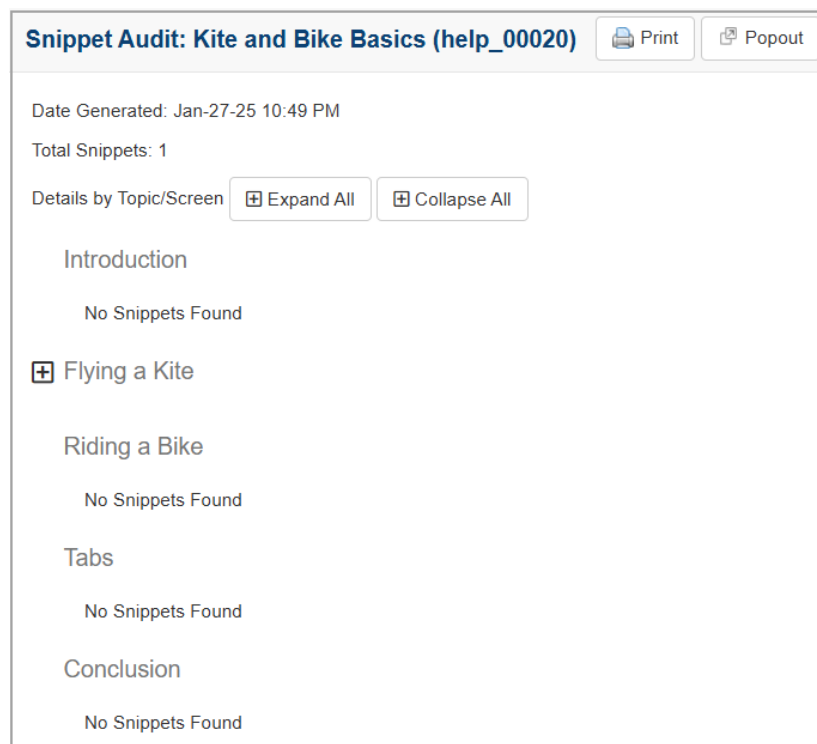 Snippet Audit: Kite and Bike Basics (help_00020) Print Popout
Date Generated: Jan-27-25 10:49 PM
Total Snippets: 1
Details by Topic/Screen Expand All Collapse All
Introduction
No Snippets Found
Flying a Kite
Riding a Bike
No Snippets Found
Tabs
No Snippets Found
Conclusion
No Snippets Found